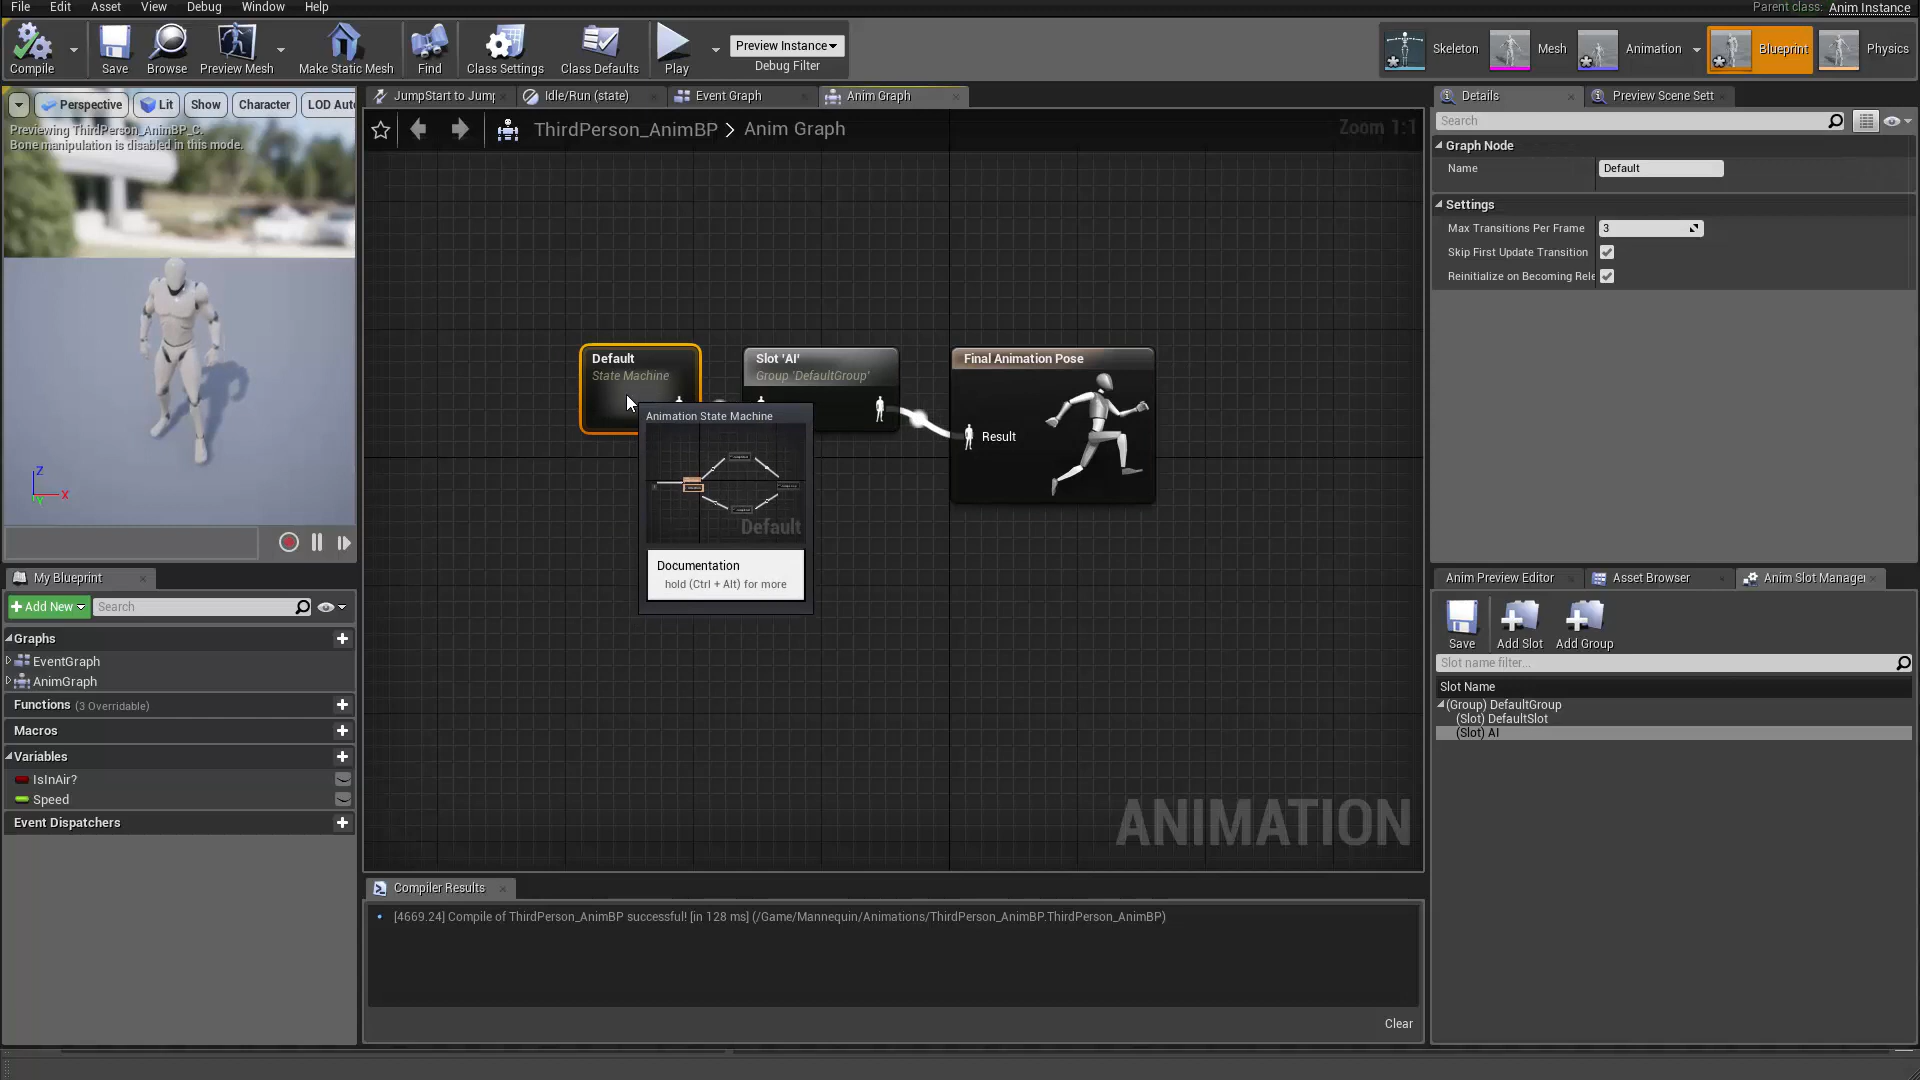 File Edit Asset View Debug Window Help
Parent class: Anim Instance
Compile Save Browse Preview Mesh Make Static Mesh Find Class Settings Class Defaults Play
Preview Instance
Debug Filter
Skeleton Mesh Animation Blueprint Physics
Perspective Lit Show Character LOD Aut
Previewing ThirdPerson_AnimBP_C.
Bone manipulation is disabled in this mode.
Z
X
Y
JumpStart to Jump Idle/Run (state) Event Graph Anim Graph
ThirdPerson_AnimBP > Anim Graph
Zoom 1:1
Default
State Machine
Slot 'AI'
Group 'DefaultGroup'
Final Animation Pose
Result
Animation State Machine
Default
Documentation
hold (Ctrl + Alt) for more
ANIMATION
My Blueprint
Add New Search
Graphs
EventGraph
AnimGraph
Functions (3 Overridable)
Macros
Variables
IsInAir?
Speed
Event Dispatchers
Compiler Results
[4669.24] Compile of ThirdPerson_AnimBP successful! [in 128 ms] (/Game/Mannequin/Animations/ThirdPerson_AnimBP.ThirdPerson_AnimBP)
Clear
Details Preview Scene Sett
Search
Graph Node
Name Default
Settings
Max Transitions Per Frame 3
Skip First Update Transition
Reinitialize on Becoming Rele
Anim Preview Editor Asset Browser Anim Slot Manager
Save Add Slot Add Group
Slot name filter...
Slot Name
(Group) DefaultGroup
(Slot) DefaultSlot
(Slot) AI